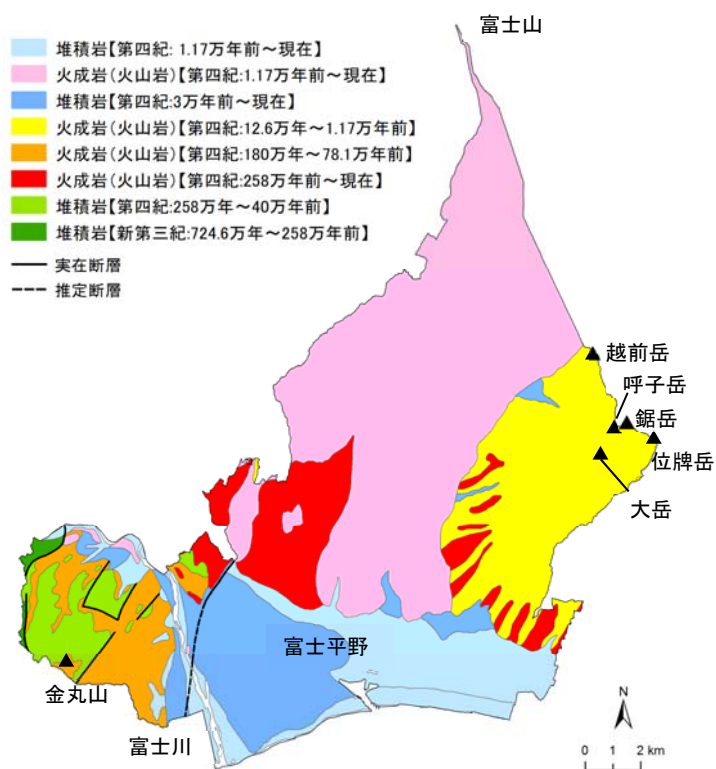 富士山
堆積岩【第四紀: 1.17万年前～現在】
火成岩(火山岩)【第四紀:1.17万年前～現在】
堆積岩【第四紀:3万年前～現在】
火成岩(火山岩)【第四紀:12.6万年～1.17万年前】
火成岩(火山岩)【第四紀:180万年～78.1万年前】
火成岩(火山岩)【第四紀:258万年前～現在】
堆積岩【第四紀:258万年～40万年前】
堆積岩【新第三紀:724.6万年～258万年前】
実在断層
推定断層
越前岳
呼子岳
鋸岳
位牌岳
大岳
富士平野
金丸山
富士川
N
0 1 2 km